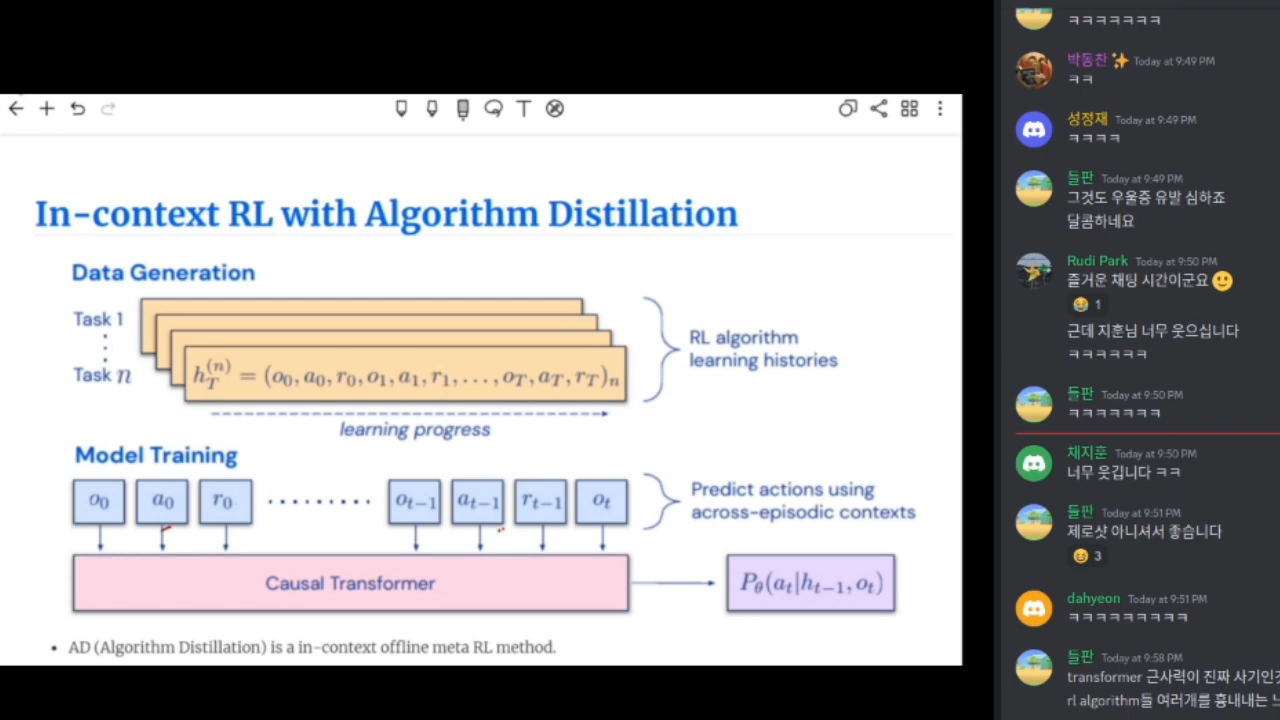 In-context RL with Algorithm Distillation
Data Generation
Task 1
Task n
h_T^{(n)} = (o_0, a_0, r_0, o_1, a_1, r_1, ..., o_T, a_T, r_T)_n
RL algorithm
learning histories
learning progress
Model Training
o_0 a_0 r_0 ......... o_{t-1} a_{t-1} r_{t-1} o_t
Predict actions using
across-episodic contexts
Causal Transformer
P_θ(a_t|h_{t-1}, o_t)
• AD (Algorithm Distillation) is a in-context offline meta RL method.
ㅋㅋㅋㅋㅋㅋㅋ
박동찬 ✨ Today at 9:49 PM
ㅋㅋ
성정재 Today at 9:49 PM
ㅋㅋㅋㅋ
들판 Today at 9:49 PM
그것도 우울증 유발 심하죠
달콤하네요
Rudi Park Today at 9:50 PM
즐거운 채팅 시간이군요 🙂
😂 1
근데 지훈님 너무 웃으십니다
ㅋㅋㅋㅋㅋㅋ
들판 Today at 9:50 PM
ㅋㅋㅋㅋㅋㅋㅋ
채지훈 Today at 9:50 PM
너무 웃깁니다 ㅋㅋ
들판 Today at 9:51 PM
제로샷 아니셔서 좋습니다
😊 3
dahyeon Today at 9:51 PM
ㅋㅋㅋㅋㅋㅋㅋㅋㅋ
들판 Today at 9:58 PM
transformer 근사력이 진짜
rl algorithm들 여러개를 흉내내는